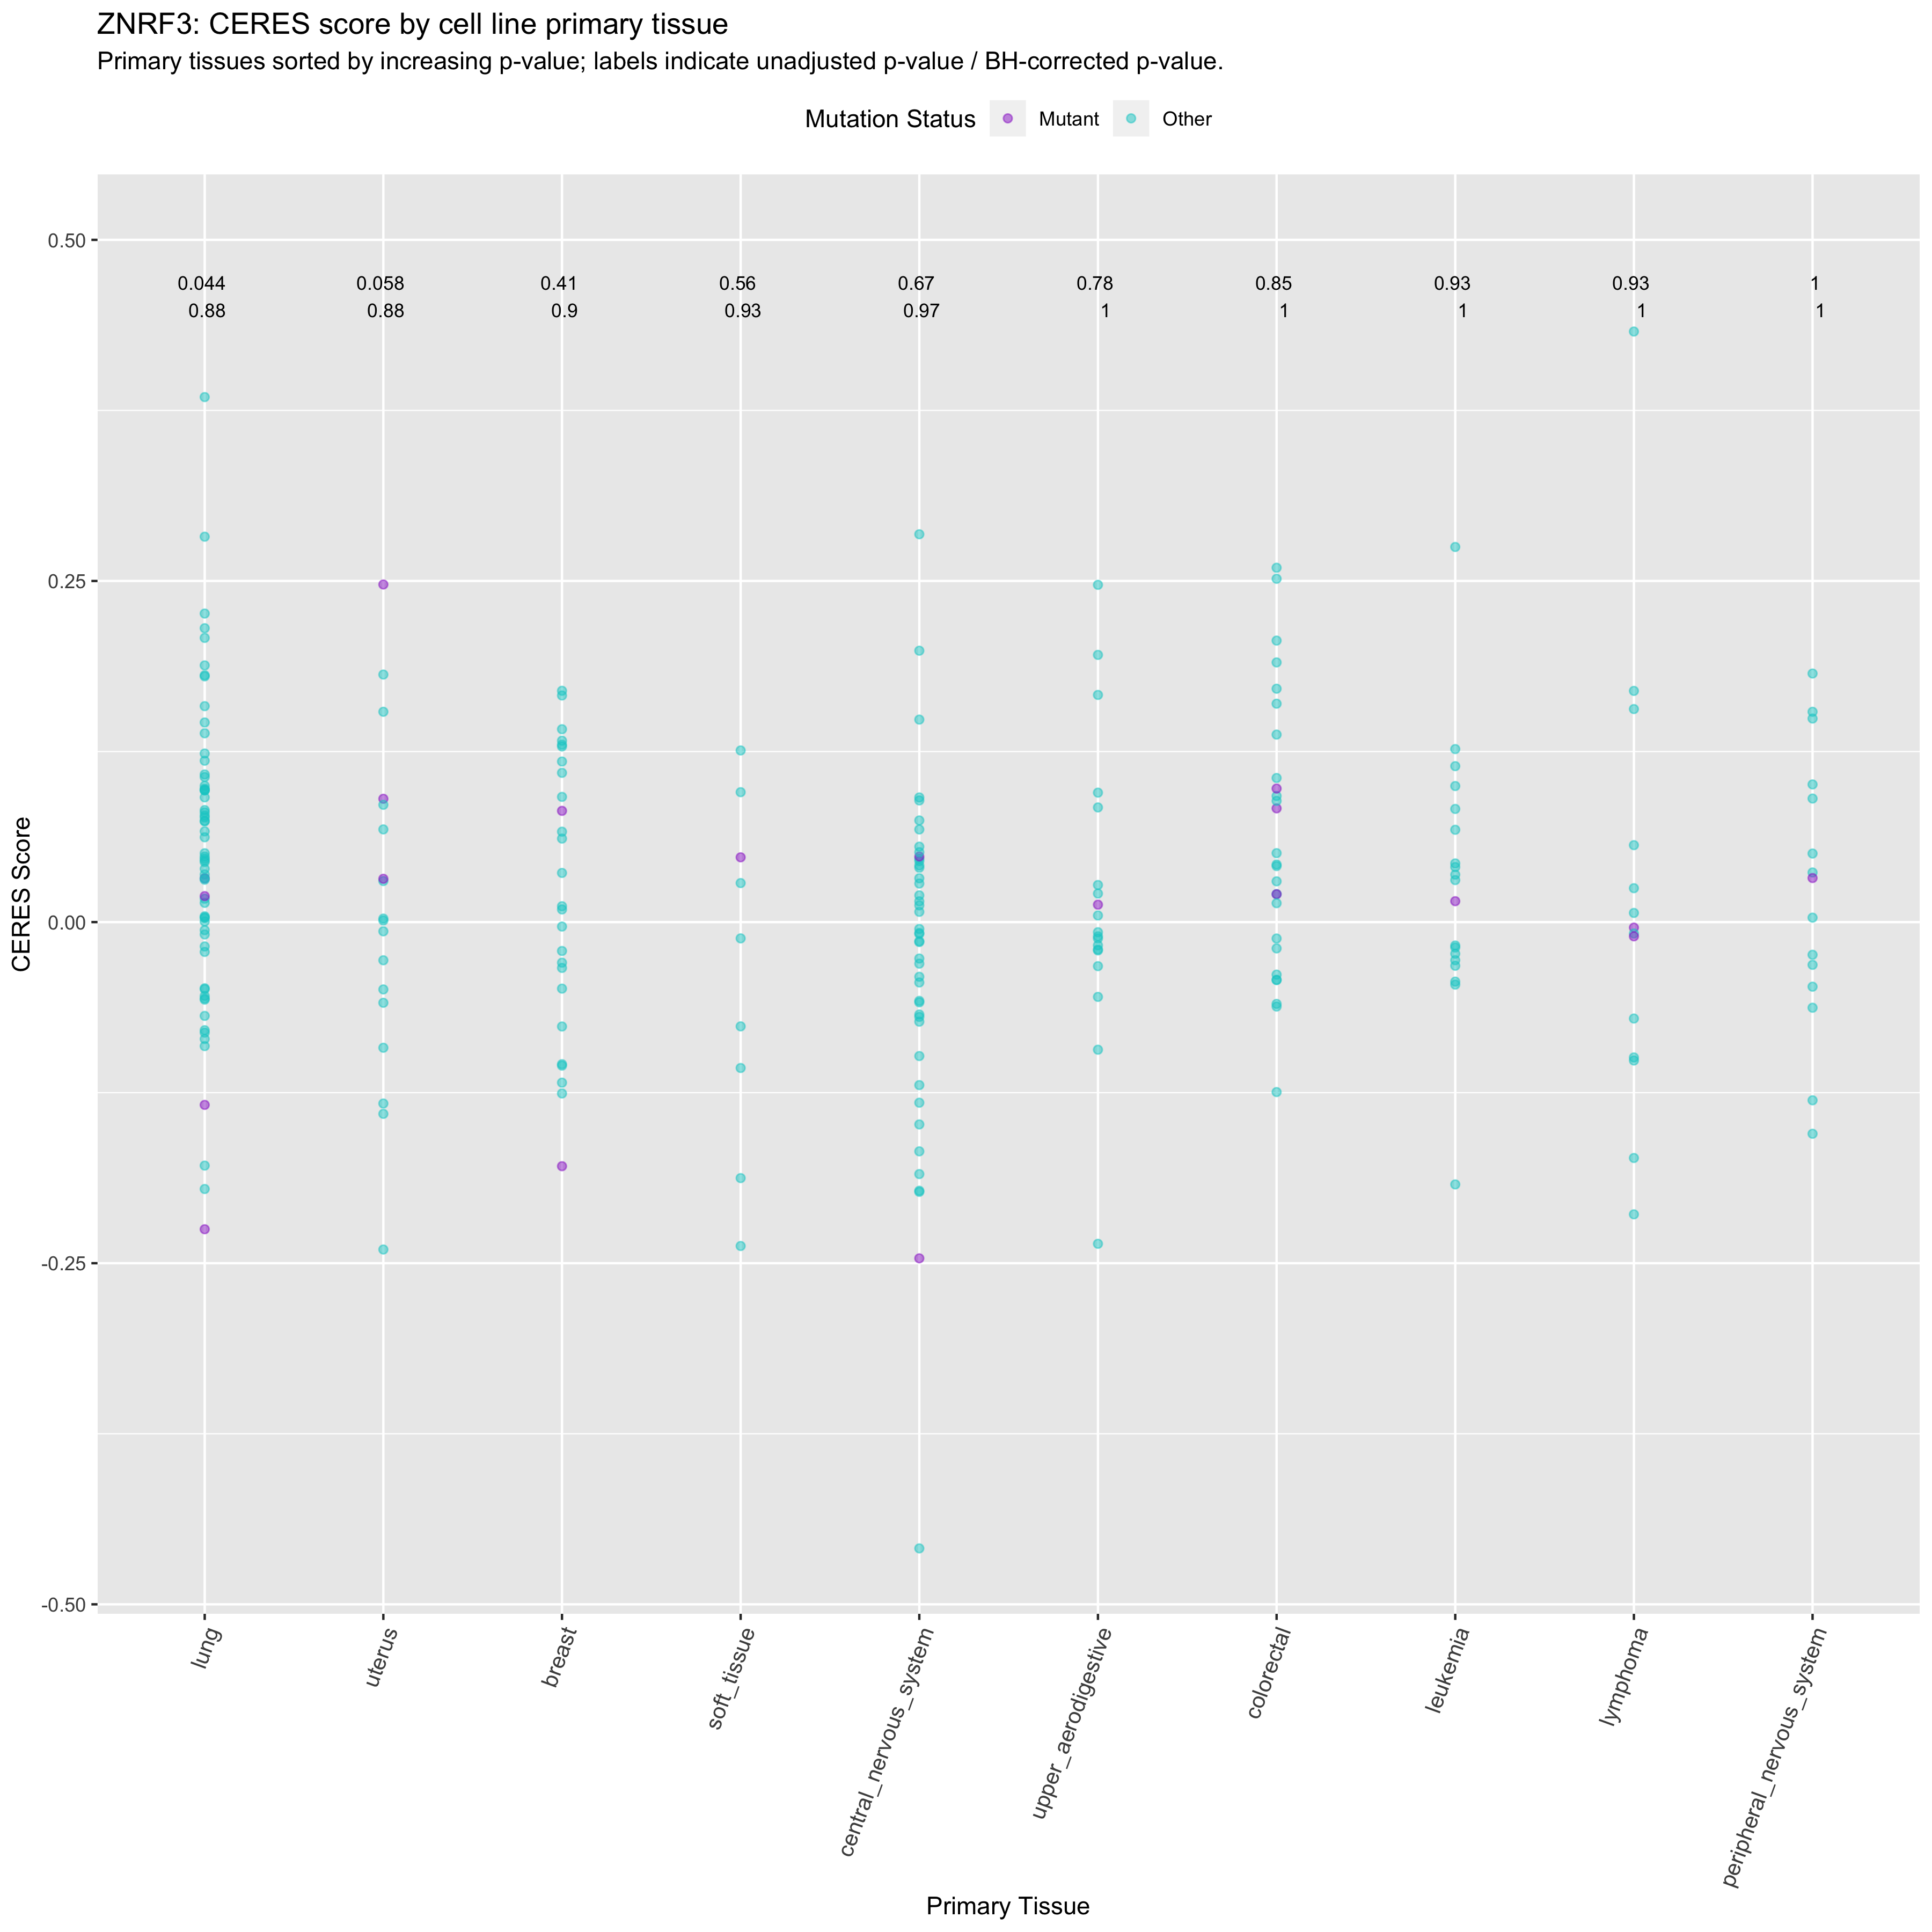 ZNRF3: CERES score by cell line primary tissue
Primary tissues sorted by increasing p-value; labels indicate unadjusted p-value / BH-corrected p-value.
Mutation Status Mutant Other
0.50
0.044 0.058 0.41 0.56 0.67 0.78 0.85 0.93 0.93 1
0.88 0.88 0.9 0.93 0.97 1 1 1 1 1
0.25
0.00
-0.25
-0.50
CERES Score
lung
uterus
breast
soft_tissue
central_nervous_system
upper_aerodigestive
colorectal
leukemia
lymphoma
peripheral_nervous_system
Primary Tissue